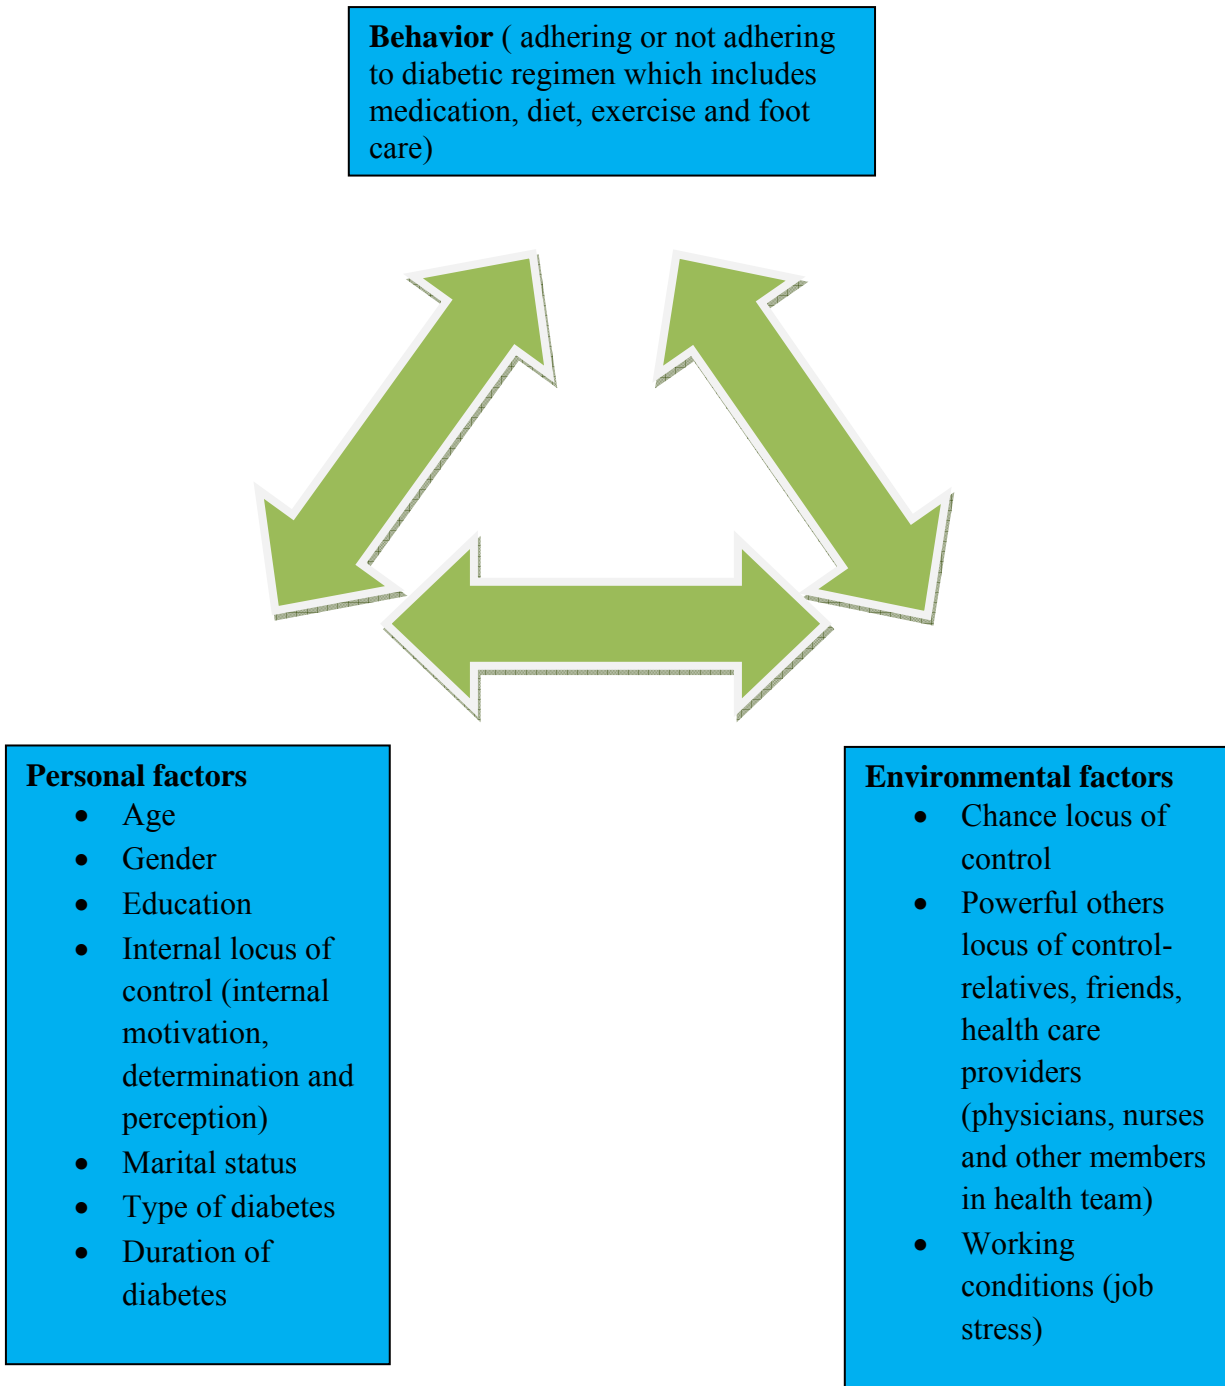 Behavior ( adhering or not adhering
to diabetic regimen which includes
medication, diet, exercise and foot
care)
Personal factors
• Age
• Gender
• Education
• Internal locus of
control (internal
motivation,
determination and
perception)
• Marital status
• Type of diabetes
• Duration of
diabetes
Environmental factors
• Chance locus of
control
• Powerful others
locus of control-
relatives, friends,
health care
providers
(physicians, nurses
and other members
in health team)
• Working
conditions (job
stress)